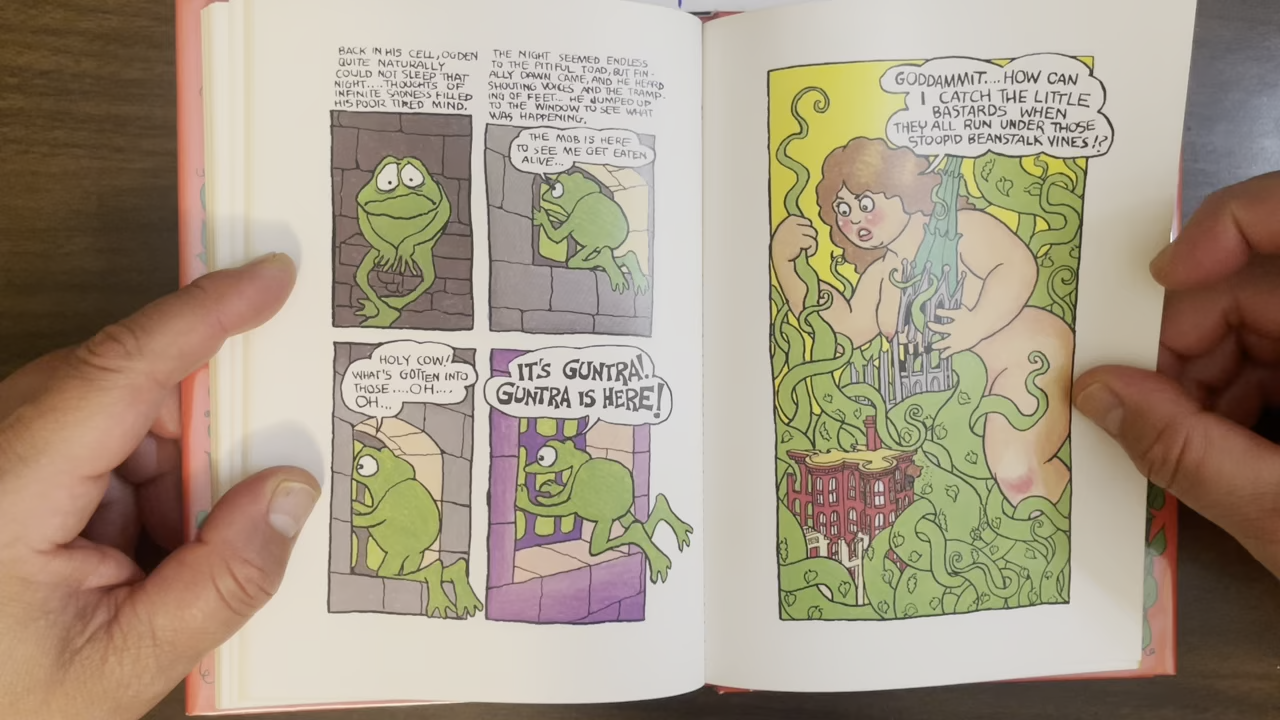 BACK IN HIS CELL, OGDEN
QUITE NATURALLY
COULD NOT SLEEP THAT
NIGHT.... THOUGHTS OF
INFINITE SADNESS FILLED
HIS POOR TIRED MIND.
THE NIGHT SEEMED ENDLESS
TO THE PITIFUL TOAD, BUT FIN-
ALLY DAWN CAME, AND HE HEARD
SHOUTING VOICES AND THE TRAMP-
ING OF FEET... HE JUMPED UP
TO THE WINDOW TO SEE WHAT
WAS HAPPENING.
THE MOB IS HERE
TO SEE ME GET EATEN
ALIVE...
HOLY COW!
WHAT'S GOTTEN INTO
THOSE....OH....
OH...
IT'S GUNTRA!.
GUNTRA IS HERE!
GODDAMMIT....HOW CAN
I CATCH THE LITTLE
BASTARDS WHEN
THEY ALL RUN UNDER THOSE
STOOPID BEANSTALK VINES!?